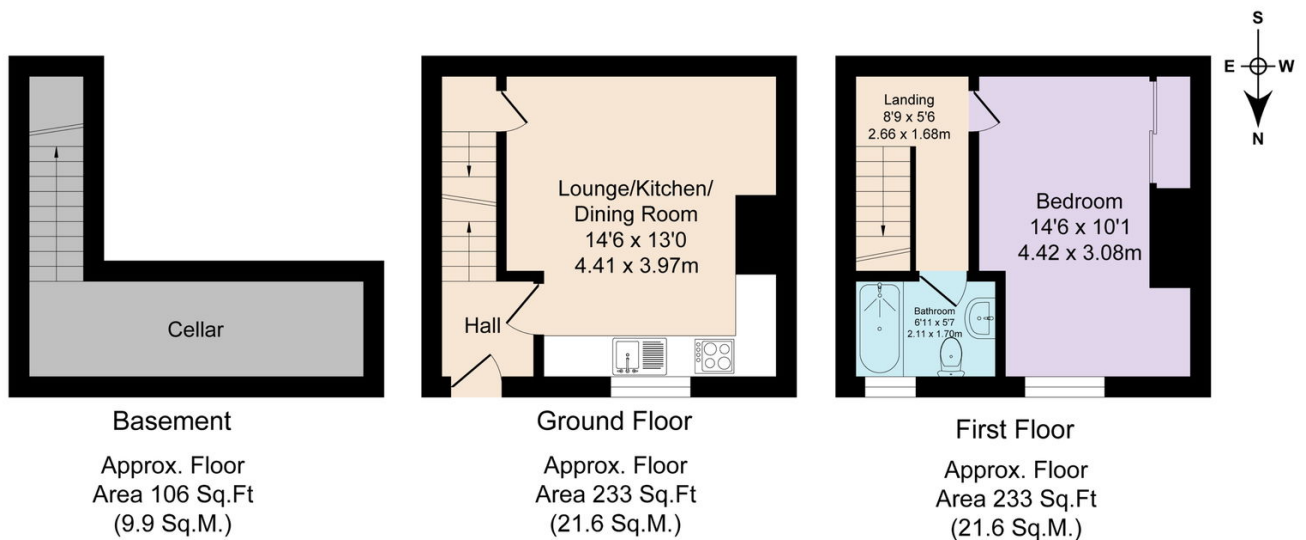 S
E W
N
Cellar
Basement
Approx. Floor
Area 106 Sq.Ft
(9.9 Sq.M.)
Lounge/Kitchen/
Dining Room
14'6 x 13'0
4.41 x 3.97m
Hall
Ground Floor
Approx. Floor
Area 233 Sq.Ft
(21.6 Sq.M.)
Landing
8'9 x 5'6
2.66 x 1.68m
Bedroom
14'6 x 10'1
4.42 x 3.08m
Bathroom
6'11 x 5'7
2.11 x 1.70m
First Floor
Approx. Floor
Area 233 Sq.Ft
(21.6 Sq.M.)